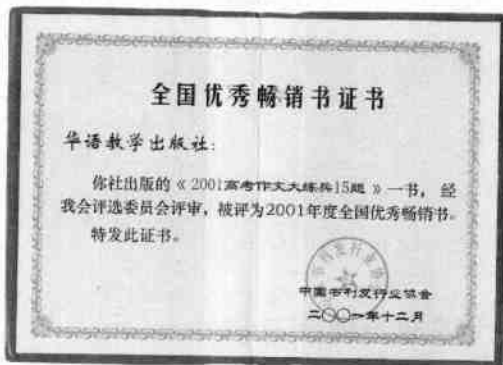 全国优秀畅销书证书
华语教学出版社：
你社出版的《2001高考作文大练兵15题》一书，经
我会评选委员会评审，被评为2001年度全国优秀畅销书。
特发此证书。
中国书刊发行业协会
二〇〇一年十二月